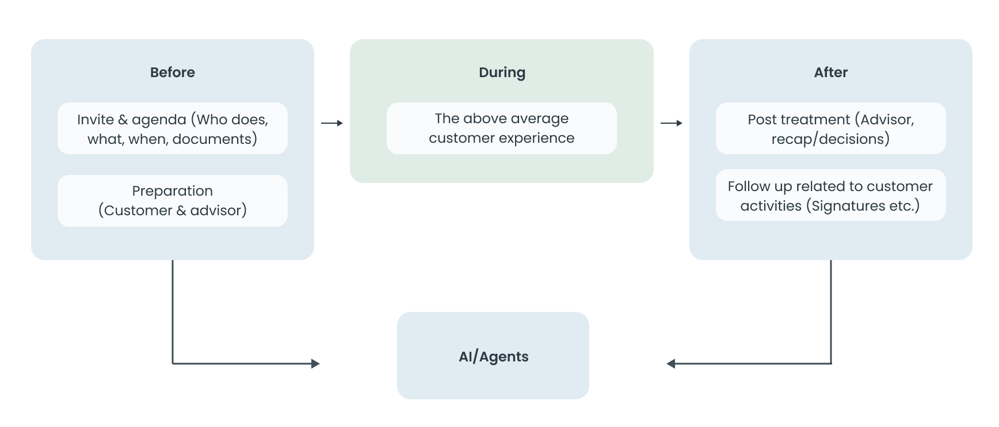 Before
Invite & agenda (Who does,
what, when, documents)
Preparation
(Customer & advisor)
During
The above average
customer experience
After
Post treatment (Advisor,
recap/decisions)
Follow up related to customer
activities (Signatures etc.)
AI/Agents